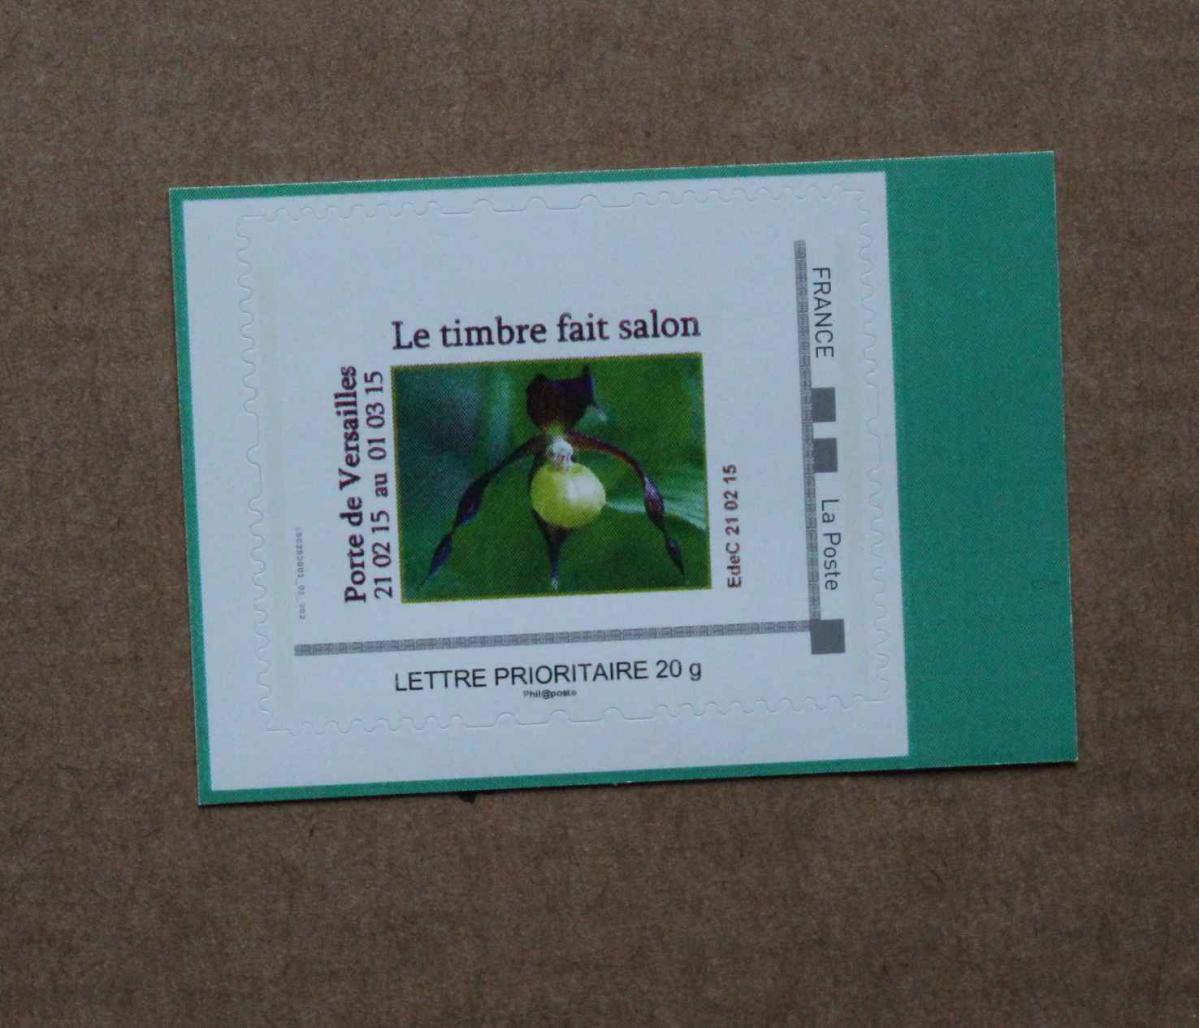 Le timbre fait salon
Porte de Versailles
21 02 15 au 01 03 15
EdeC 21 02 15
FRANCE
La Poste
LETTRE PRIORITAIRE 20 g
Phil@poste